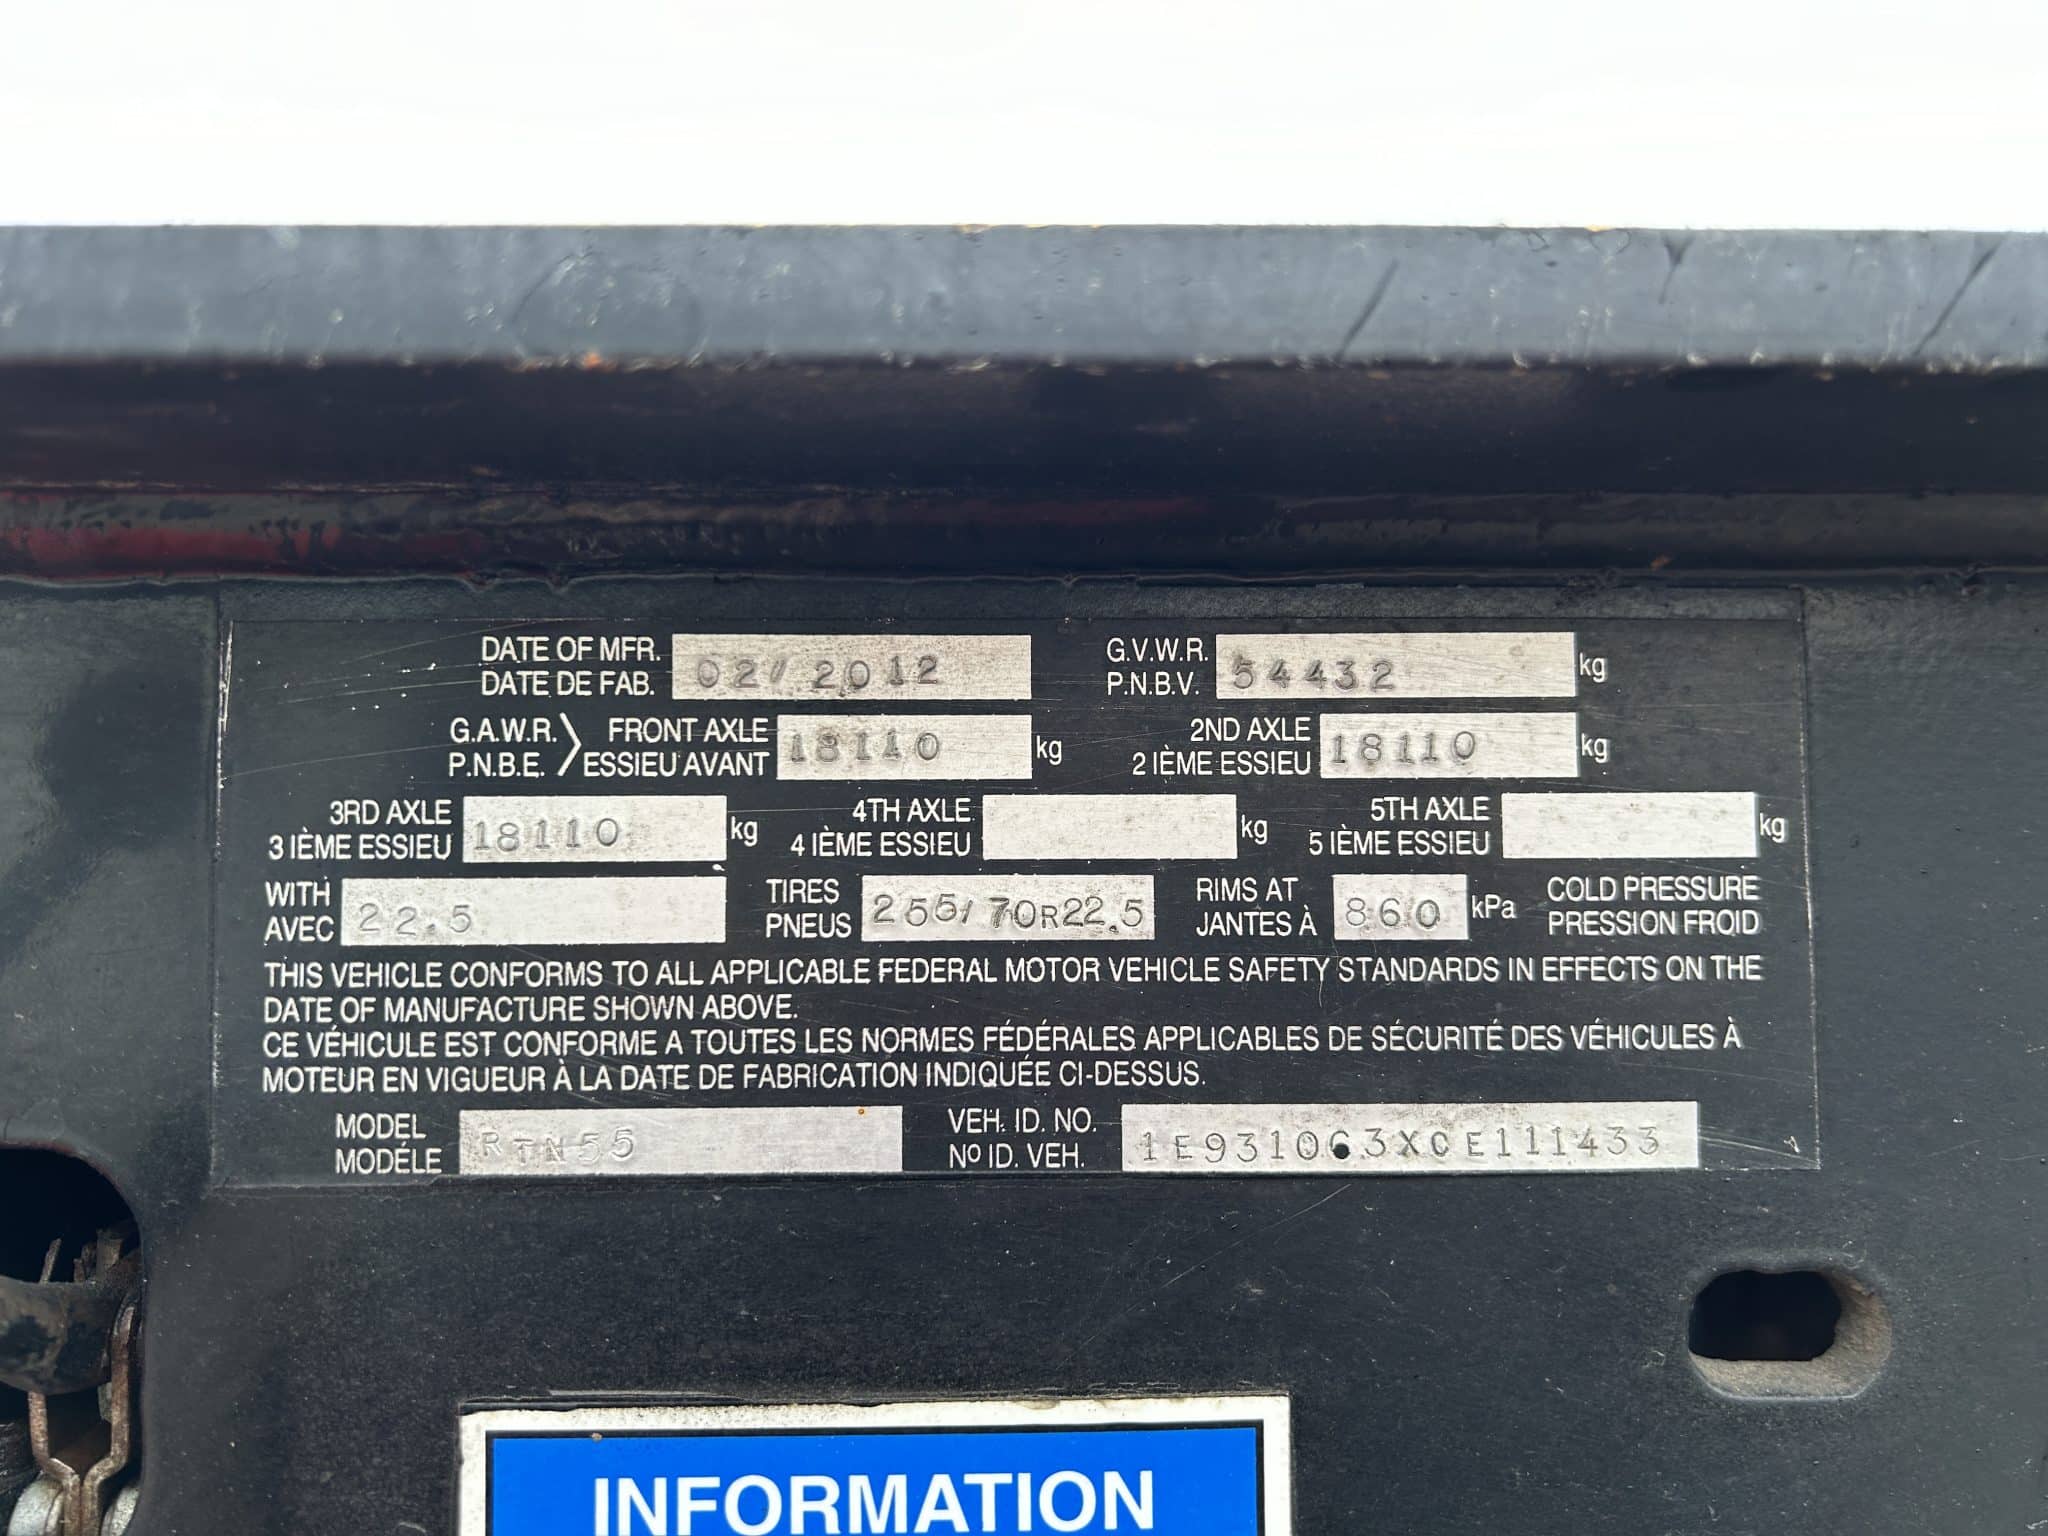 DATE OF MFR. 02/ 2012 G.V.W.R. 54432 kg
DATE DE FAB. P.N.B.V.
G.A.W.R. FRONT AXLE 18110 kg 2ND AXLE 18110 kg
P.N.B.E. ESSIEU AVANT 2 IÈME ESSIEU
3RD AXLE 18110 kg 4TH AXLE kg 5TH AXLE kg
3 IÈME ESSIEU 4 IÈME ESSIEU 5 IÈME ESSIEU
WITH 22.5 TIRES 255/70R22.5 RIMS AT 860 kPa COLD PRESSURE
AVEC PNEUS JANTES À PRESSION FROID
THIS VEHICLE CONFORMS TO ALL APPLICABLE FEDERAL MOTOR VEHICLE SAFETY STANDARDS IN EFFECTS ON THE
DATE OF MANUFACTURE SHOWN ABOVE.
CE VÉHICULE EST CONFORME A TOUTES LES NORMES FÉDÉRALES APPLICABLES DE SÉCURITÉ DES VÉHICULES À
MOTEUR EN VIGUEUR À LA DATE DE FABRICATION INDIQUÉE CI-DESSUS.
MODEL RTN55 VEH. ID. NO.
MODÉLE Nº ID. VEH.
INFORMATION